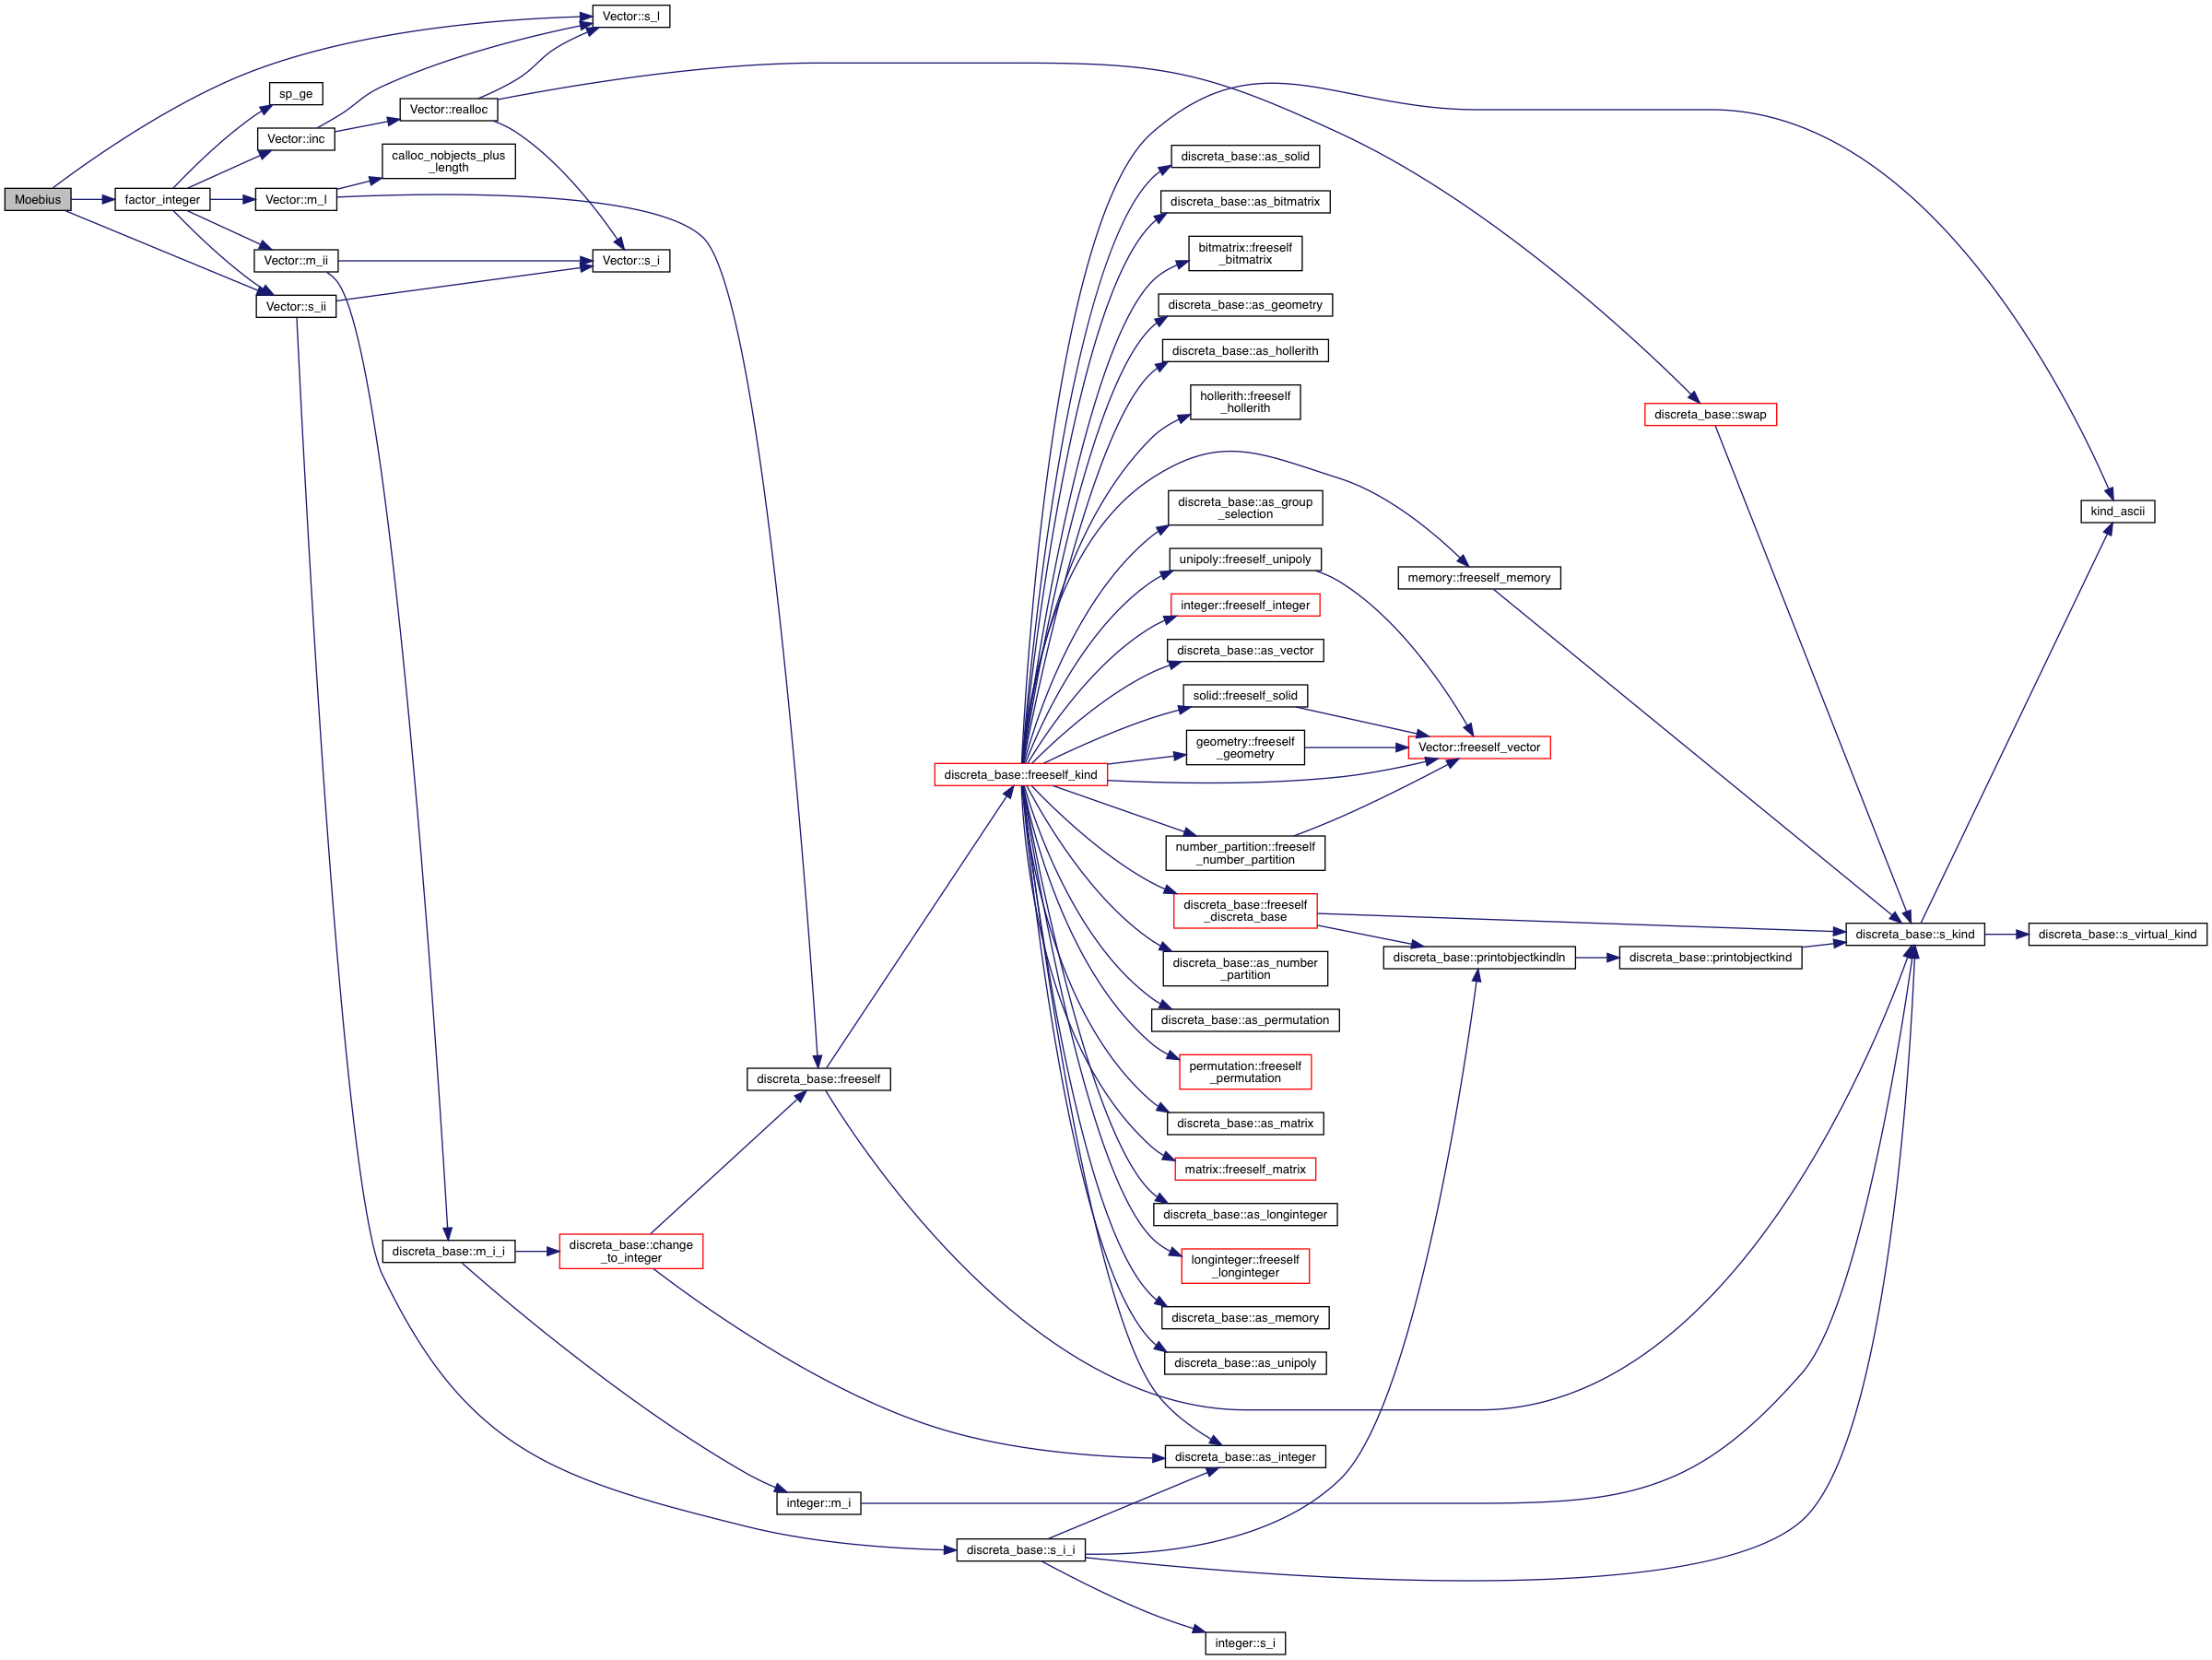 Moebius
factor_integer
sp_ge
Vector::inc
Vector::m_l
Vector::m_ii
Vector::s_ii
Vector::realloc
calloc_nobjects_plus
_length
Vector::s_l
Vector::s_i
discreta_base::m_i_i
discreta_base::change
_to_integer
discreta_base::freeself
integer::m_i
discreta_base::freeself_kind
discreta_base::s_i_i
discreta_base::as_solid
discreta_base::as_bitmatrix
bitmatrix::freeself
_bitmatrix
discreta_base::as_geometry
discreta_base::as_hollerith
hollerith::freeself
_hollerith
discreta_base::as_group
_selection
unipoly::freeself_unipoly
integer::freeself_integer
discreta_base::as_vector
solid::freeself_solid
geometry::freeself
_geometry
number_partition::freeself
_number_partition
discreta_base::freeself
_discreta_base
discreta_base::as_number
_partition
discreta_base::as_permutation
permutation::freeself
_permutation
discreta_base::as_matrix
matrix::freeself_matrix
discreta_base::as_longinteger
longinteger::freeself
_longinteger
discreta_base::as_memory
discreta_base::as_unipoly
discreta_base::as_integer
integer::s_i
memory::freeself_memory
Vector::freeself_vector
discreta_base::printobjectkindln
discreta_base::swap
discreta_base::printobjectkind
discreta_base::s_kind
kind_ascii
discreta_base::s_virtual_kind